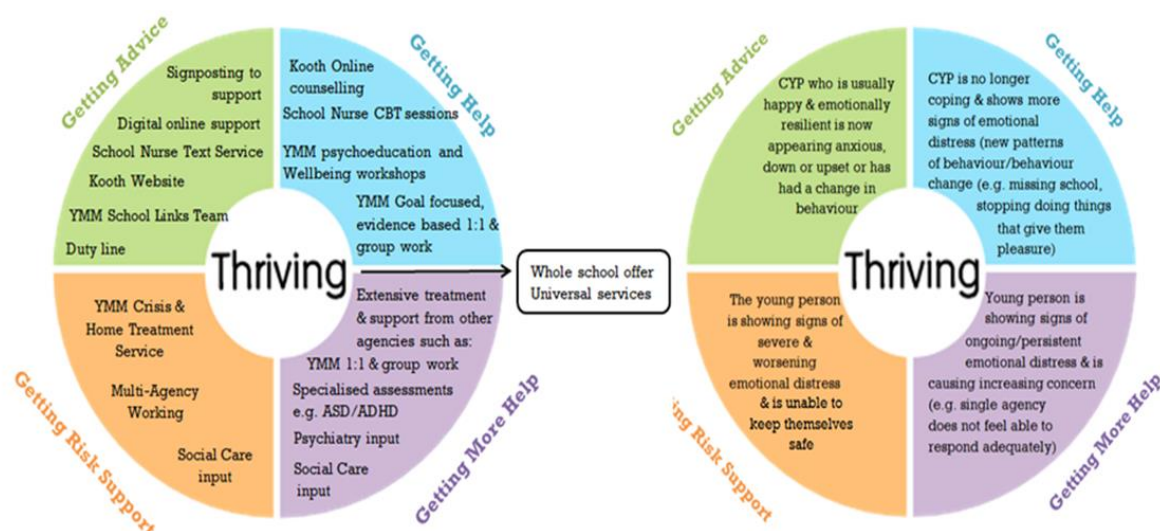 Getting Advice
Signposting to
support
Digital online support
School Nurse Text Service
Kooth Website
YMM School Links Team
Duty line
Getting Help
Kooth Online
counselling
School Nurse CBT sessions
YMM psychoeducation and
Wellbeing workshops
YMM Goal focused,
evidence based 1:1 &
group work
Thriving
Getting Risk Support
YMM Crisis &
Home Treatment
Service
Multi-Agency
Working
Social Care
input
Getting More Help
Extensive treatment
& support from other
agencies such as:
YMM 1:1 & group work
Specialised assessments
e.g. ASD/ADHD
Psychiatry input
Social Care
input
Whole school offer
Universal services
Getting Advice
CYP who is usually
happy & emotionally
resilient is now
appearing anxious,
down or upset or has
had a change in
behaviour
Getting Help
CYP is no longer
coping & shows more
signs of emotional
distress (new patterns
of behaviour/behaviour
change (e.g. missing school,
stopping doing things
that give them
pleasure)
Thriving
ing Risk Support
The young person
is showing signs of
severe &
worsening
emotional distress
& is unable to
keep themselves
safe
Getting More Help
Young person is
showing signs of
ongoing/persistent
emotional distress & is
causing increasing concern
(e.g. single agency
does not feel able to
respond adequately)